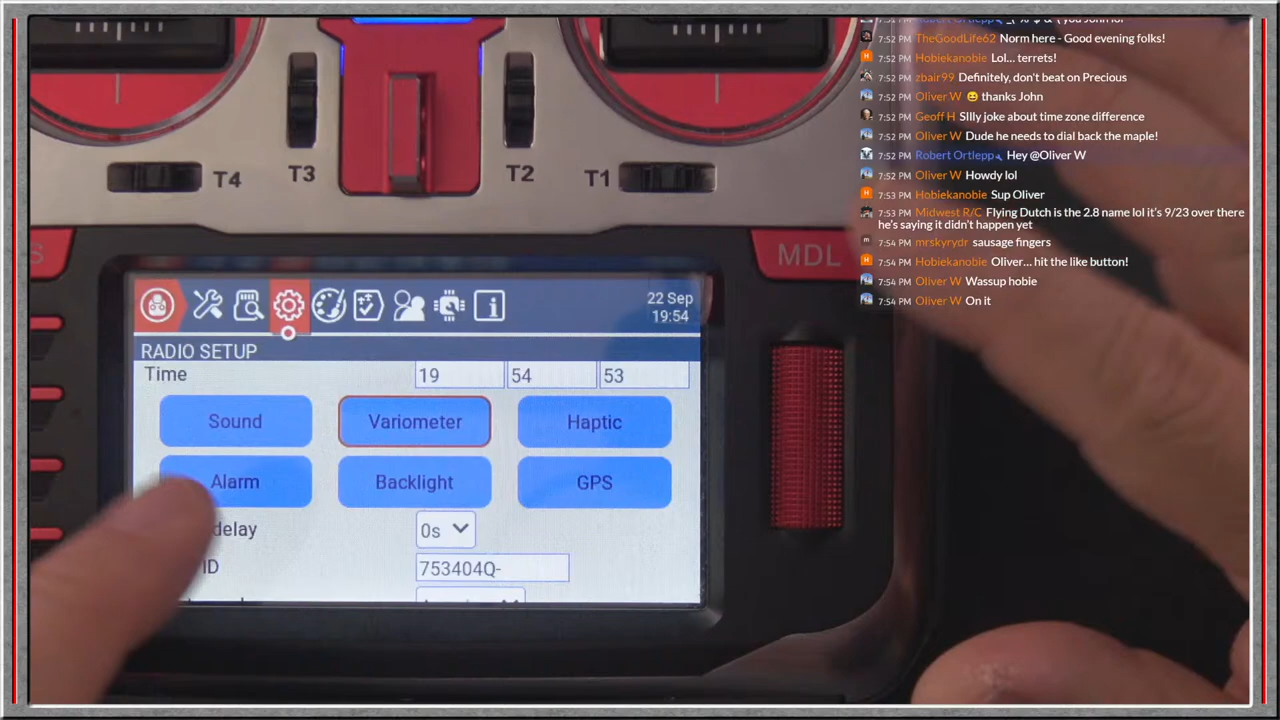 T4
T3
T2
T1
S
MDL
22 Sep
19:54
RADIO SETUP
Time 19 54 53
Sound Variometer Haptic
Alarm Backlight GPS
delay 0s
ID 753404Q-
you John lol
TheGoodLife62 Norm here - Good evening folks!
7:52 PM Hobiekanobie Lol... terrets!
7:52 PM zbair99 Definitely, don't beat on Precious
7:52 PM Oliver W 😆 thanks John
7:52 PM Geoff H SIlly joke about time zone difference
7:52 PM Oliver W Dude he needs to dial back the maple!
7:52 PM Robert Ortlepp Hey @Oliver W
7:52 PM Oliver W Howdy lol
7:53 PM Hobiekanobie Sup Oliver
7:53 PM Midwest R/C Flying Dutch is the 2.8 name lol it's 9/23 over there
he's saying it didn't happen yet
7:54 PM mrskyrydr sausage fingers
7:54 PM Hobiekanobie Oliver... hit the like button!
7:54 PM Oliver W Wassup hobie
7:54 PM Oliver W On it